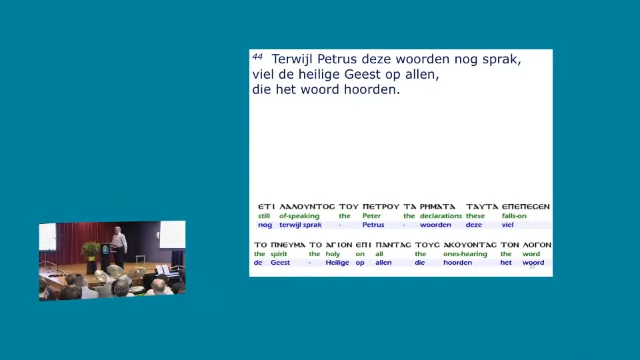 44 Terwijl Petrus deze woorden nog sprak,
viel de heilige Geest op allen,
die het woord hoorden.
ΕΤΙ ΛΑΛΟΥΝΤΟϹ ΤΟΥ ΠΕΤΡΟΥ ΤΑ ΡΗΜΑΤΑ ΤΑΥΤΑ ΕΠΕΠΕϹΕΝ
still of-speaking the Peter the declarations these falls-on
nog terwijl sprak - Petrus - woorden deze viel
ΤΟ ΠΝΕΥΜΑ ΤΟ ΑΓΙΟΝ ΕΠΙ ΠΑΝΤΑϹ ΤΟΥϹ ΑΚΟΥΟΝΤΑϹ ΤΟΝ ΛΟΓΟΝ
the spirit the holy on all the ones-hearing the word
de Geest - Heilige op allen die hoorden het woord